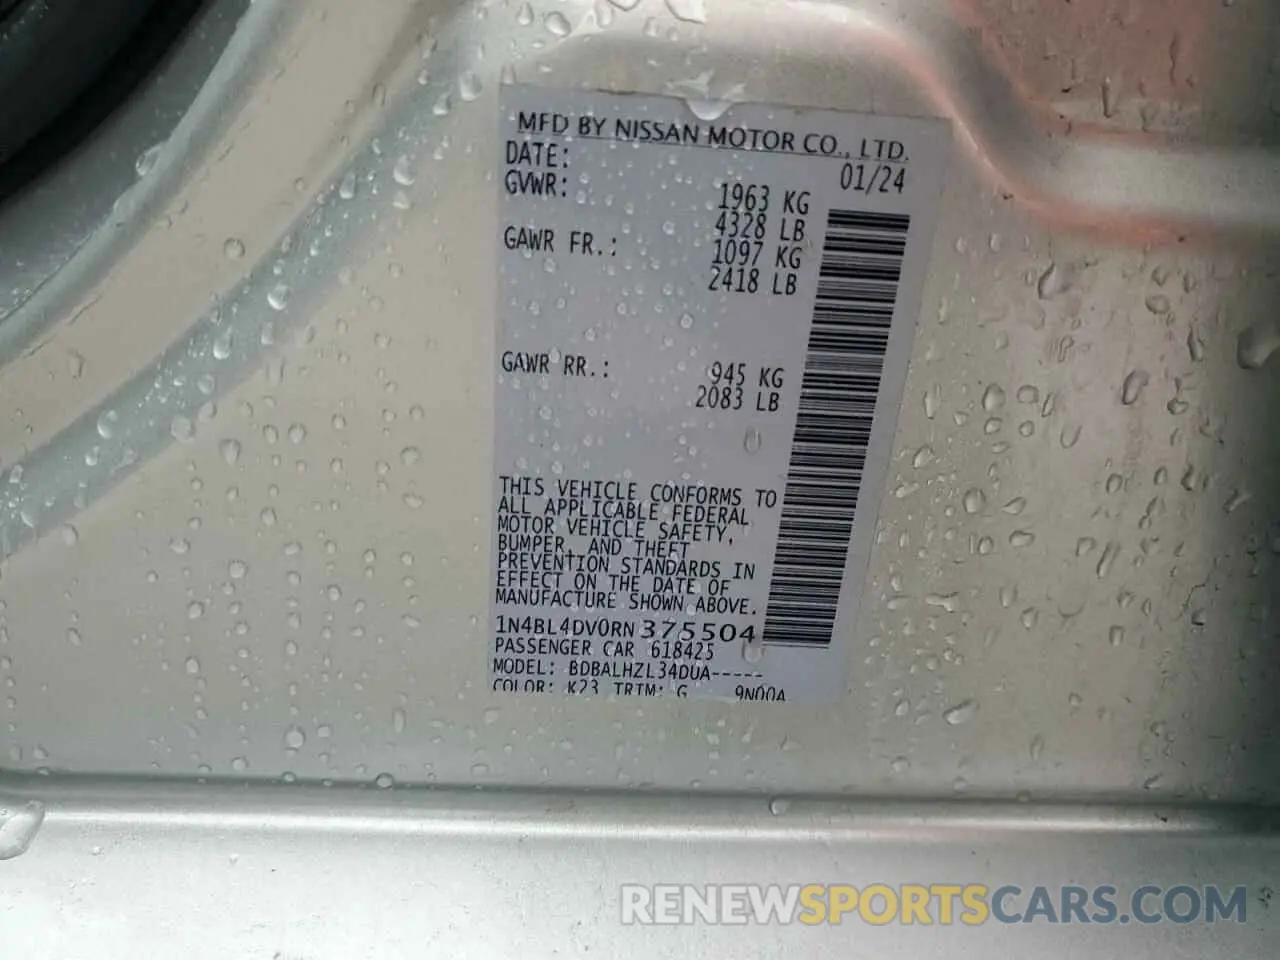 MFD BY NISSAN MOTOR CO., LTD.
DATE: 01/24
GVWR: 1963 KG
4328 LB
GAWR FR.: 1097 KG
2418 LB
GAWR RR.: 945 KG
2083 LB
THIS VEHICLE CONFORMS TO
ALL APPLICABLE FEDERAL
MOTOR VEHICLE SAFETY,
BUMPER, AND THEFT
PREVENTION STANDARDS IN
EFFECT ON THE DATE OF
MANUFACTURE SHOWN ABOVE.
1N4BL4DV0RN375504
PASSENGER CAR 618425
MODEL: BDBALHZL34DUA-----
COLOR: K23 TRIM: G 9N00A
RENEWSPORTSCARS.COM